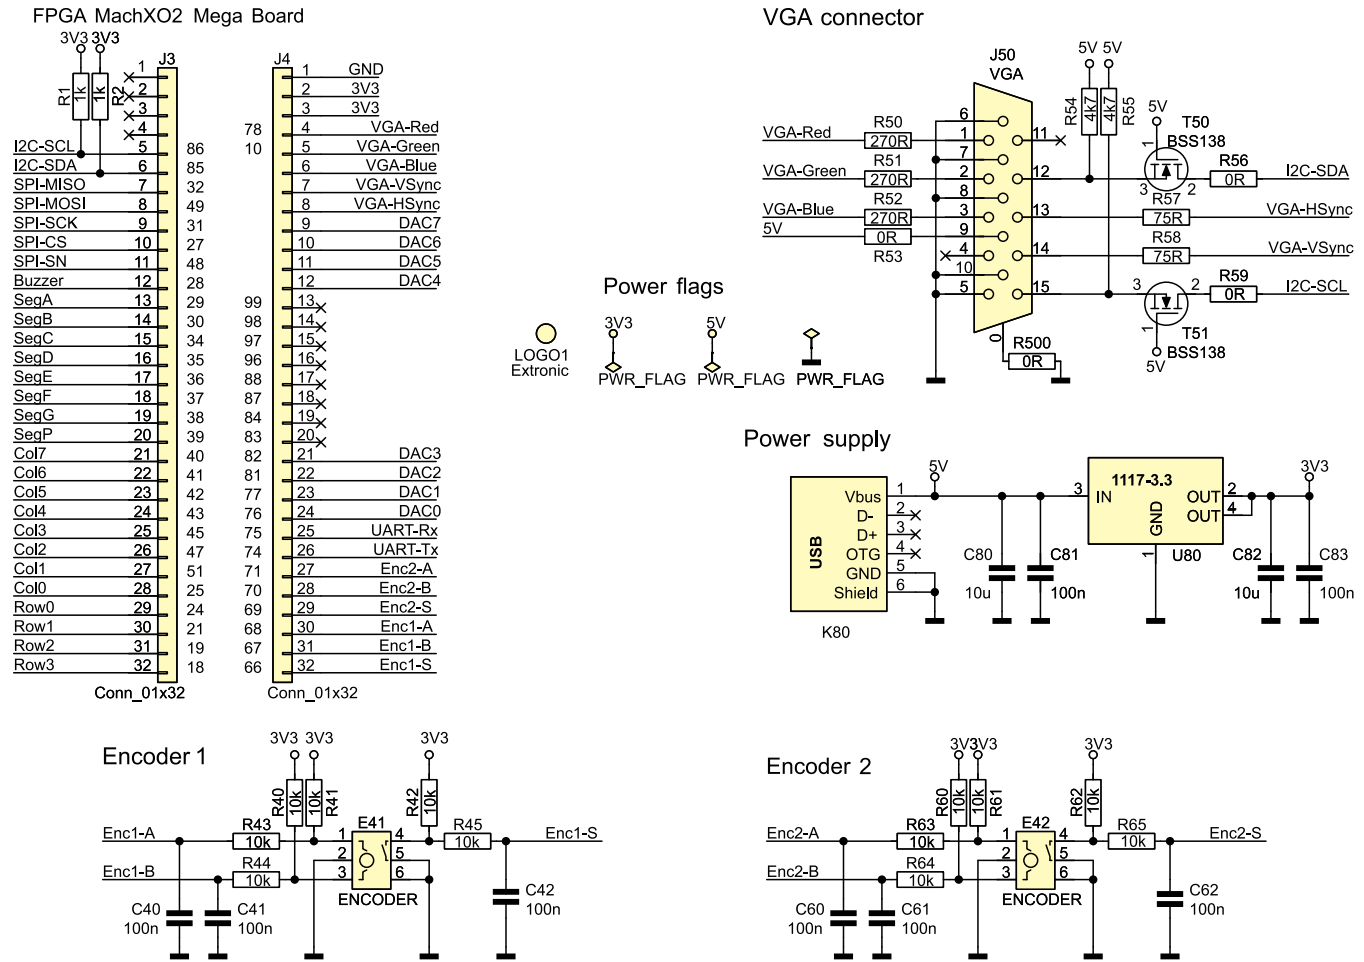 FPGA MachXO2 Mega Board
3V3 3V3
J3
J4
R1 1k
R2 1k
1
2
3
4
I2C-SCL 5 86
I2C-SDA 6 85
SPI-MISO 7 32
SPI-MOSI 8 49
SPI-SCK 9 31
SPI-CS 10 27
SPI-SN 11 48
Buzzer 12 28
SegA 13 29
SegB 14 30
SegC 15 34
SegD 16 35
SegE 17 36
SegF 18 37
SegG 19 38
SegP 20 39
Col7 21 40
Col6 22 41
Col5 23 42
Col4 24 43
Col3 25 45
Col2 26 47
Col1 27 51
Col0 28 25
Row0 29 24
Row1 30 21
Row2 31 19
Row3 32 18
Conn_01x32
1 GND
2 3V3
3 3V3
78 4 VGA-Red
10 5 VGA-Green
6 VGA-Blue
7 VGA-VSync
8 VGA-HSync
9 DAC7
10 DAC6
11 DAC5
12 DAC4
99 13
98 14
97 15
96 16
88 17
87 18
84 19
83 20
82 21 DAC3
81 22 DAC2
77 23 DAC1
76 24 DAC0
75 25 UART-Rx
74 26 UART-Tx
71 27 Enc2-A
70 28 Enc2-B
69 29 Enc2-S
68 30 Enc1-A
67 31 Enc1-B
66 32 Enc1-S
Conn_01x32
LOGO1
Extronic
Power flags
3V3
5V
PWR_FLAG PWR_FLAG PWR_FLAG
VGA connector
J50
VGA
5V 5V
R54 4k7
R55 4k7
5V
T50
BSS138
VGA-Red R50 270R
VGA-Green R51 270R
VGA-Blue R52 270R
5V 0R R53
6
1
7
2
8
3
9
4
10
5
11
12
13
14
15
0
1
3 2
R56 0R I2C-SDA
R57 75R VGA-HSync
R58 75R VGA-VSync
3 2
R59 0R I2C-SCL
1
T51
BSS138
5V
R500 0R
Power supply
5V
USB
Vbus 1
D- 2
D+ 3
OTG 4
GND 5
Shield 6
K80
C80 10u
C81 100n
1117-3.3
3 IN
OUT 2
OUT 4
GND 1
U80
3V3
C82 10u
C83 100n
Encoder 1
3V3 3V3
3V3
R40 10k
R41 10k
R42 10k
Enc1-A R43 10k
Enc1-B R44 10k
E41
1 4
2 5
3 6
ENCODER
R45 10k Enc1-S
C40 100n
C41 100n
C42 100n
Encoder 2
3V3 3V3
3V3
R60 10k
R61 10k
R62 10k
Enc2-A R63 10k
Enc2-B R64 10k
E42
1 4
2 5
3 6
ENCODER
R65 10k Enc2-S
C60 100n
C61 100n
C62 100n